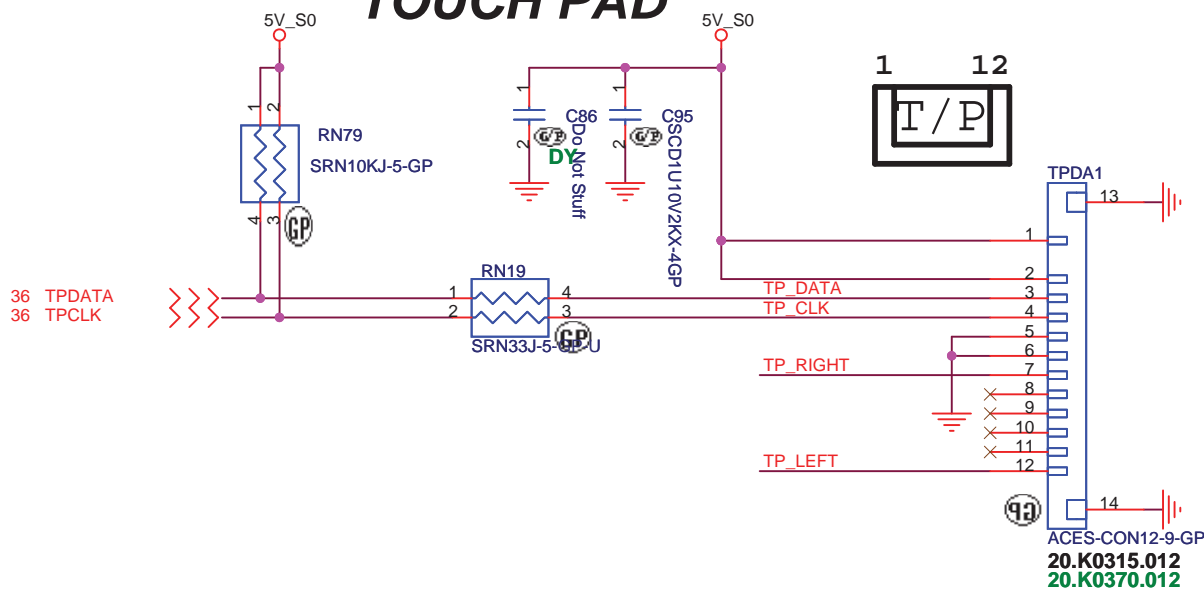 TOUCH PAD
5V_S0
5V_S0
1 12
T/P
1 2
RN79
SRN10KJ-5-GP
4 3
GP
1
C86
G/P
2
DY
Do Not Stuff
1
C95
G/P
2
SCD1U10V2KX-4GP
TPDA1
13
1
2
36 TPDATA
36 TPCLK
RN19
1 4
2 3
SRN33J-5-GP-U
GP
TP_DATA
3
TP_CLK
4
5
6
TP_RIGHT
7
8
9
10
11
TP_LEFT
12
14
GP
ACES-CON12-9-GP
20.K0315.012
20.K0370.012